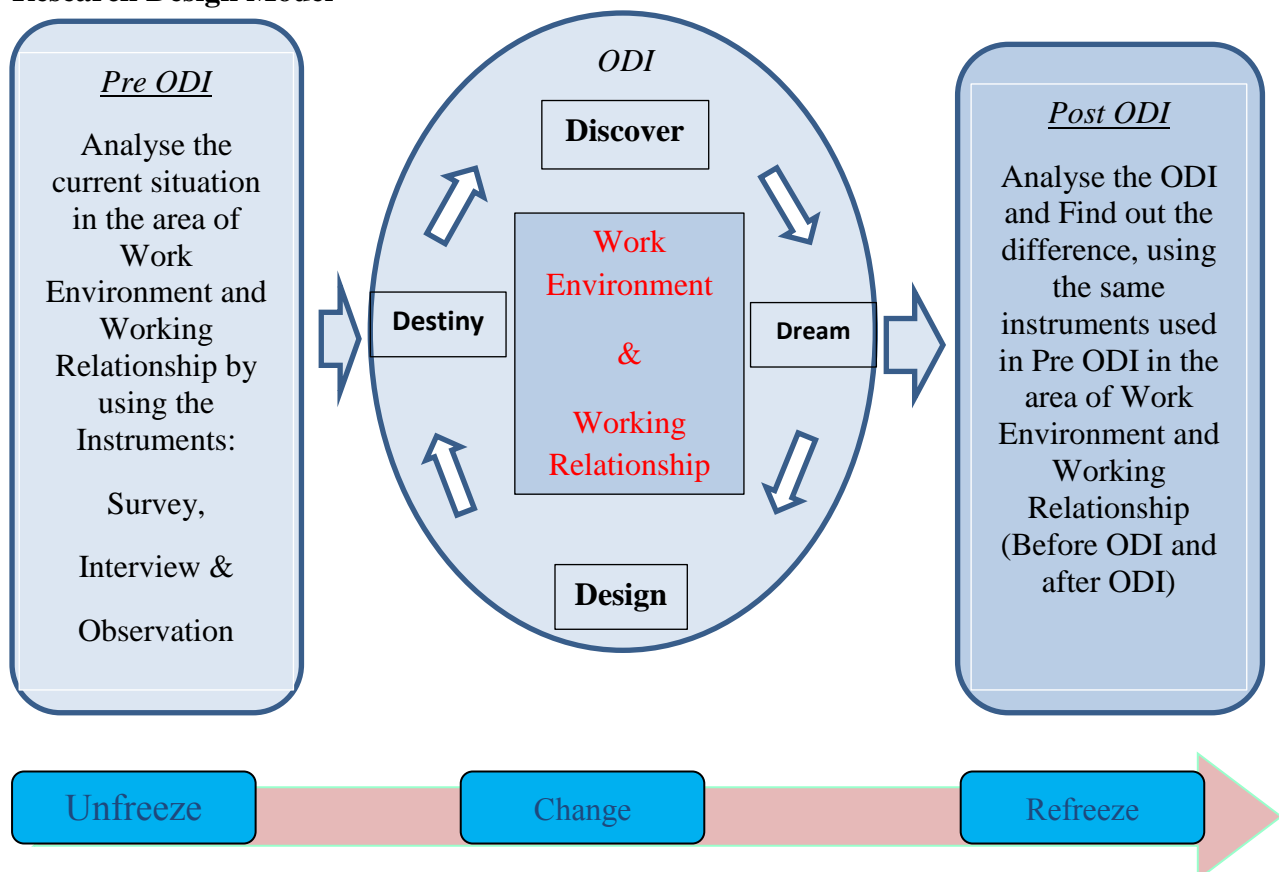 Research Design Model
Pre ODI
Analyse the
current situation
in the area of
Work
Environment and
Working
Relationship by
using the
Instruments:
Survey,
Interview &
Observation
ODI
Discover
Work
Environment
&
Working
Relationship
Destiny
Dream
Design
Post ODI
Analyse the ODI
and Find out the
difference, using
the same
instruments used
in Pre ODI in the
area of Work
Environment and
Working
Relationship
(Before ODI and
after ODI)
Unfreeze
Change
Refreeze